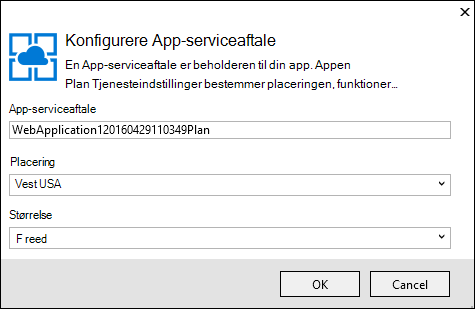 Konfigurere App-serviceaftale
En App-serviceaftale er beholderen til din app. Appen
Plan Tjenesteindstillinger bestemmer placeringen, funktioner...
App-serviceaftale
WebApplication120160429110349Plan
Placering
Vest USA
Størrelse
F reed
OK Cancel